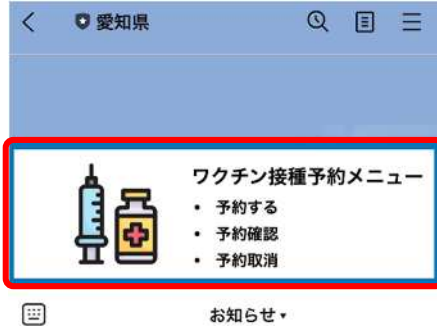 愛知県
ワクチン接種予約メニュー
・ 予約する
・ 予約確認
・ 予約取消
お知らせ▾